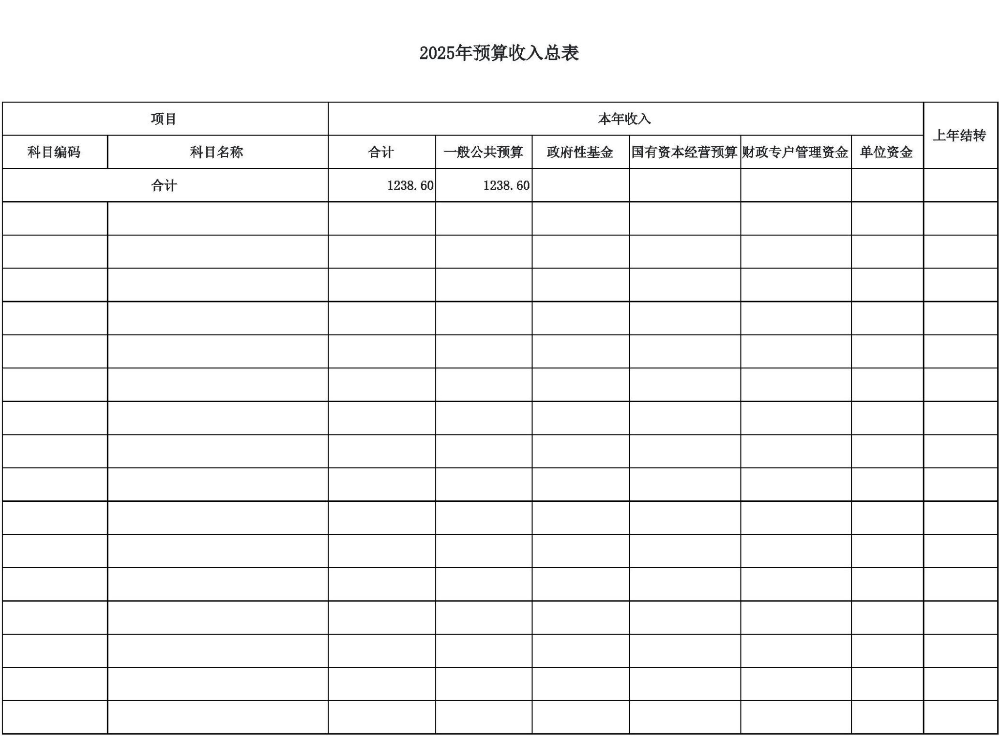 2025年预算收入总表
项目 本年收入 上年结转
科目编码 科目名称 合计 一般公共预算 政府性基金 国有资本经营预算 财政专户管理资金 单位资金
合计 1238.60 1238.60